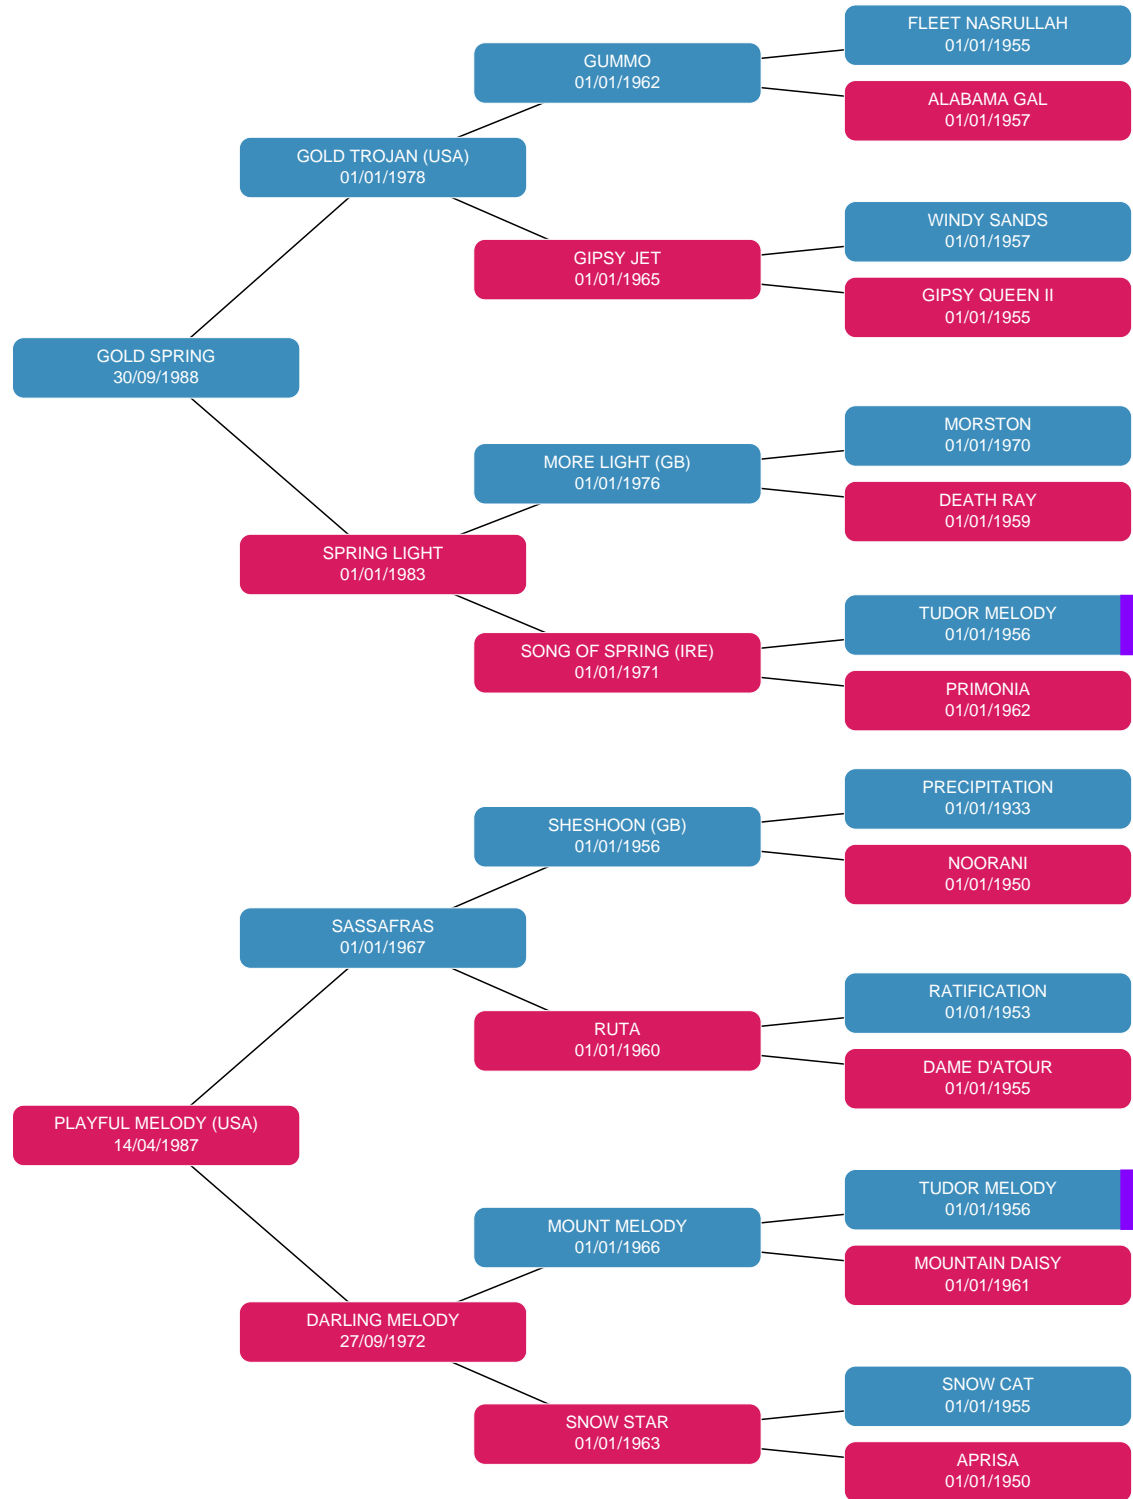 FLEET NASRULLAH
01/01/1955
GUMMO
01/01/1962
ALABAMA GAL
01/01/1957
GOLD TROJAN (USA)
01/01/1978
WINDY SANDS
01/01/1957
GIPSY JET
01/01/1965
GIPSY QUEEN II
01/01/1955
GOLD SPRING
30/09/1988
MORSTON
01/01/1970
MORE LIGHT (GB)
01/01/1976
DEATH RAY
01/01/1959
SPRING LIGHT
01/01/1983
TUDOR MELODY
01/01/1956
SONG OF SPRING (IRE)
01/01/1971
PRIMONIA
01/01/1962
PRECIPITATION
01/01/1933
SHESHOON (GB)
01/01/1956
NOORANI
01/01/1950
SASSAFRAS
01/01/1967
RATIFICATION
01/01/1953
RUTA
01/01/1960
DAME D'ATOUR
01/01/1955
PLAYFUL MELODY (USA)
14/04/1987
TUDOR MELODY
01/01/1956
MOUNT MELODY
01/01/1966
MOUNTAIN DAISY
01/01/1961
DARLING MELODY
27/09/1972
SNOW CAT
01/01/1955
SNOW STAR
01/01/1963
APRISA
01/01/1950